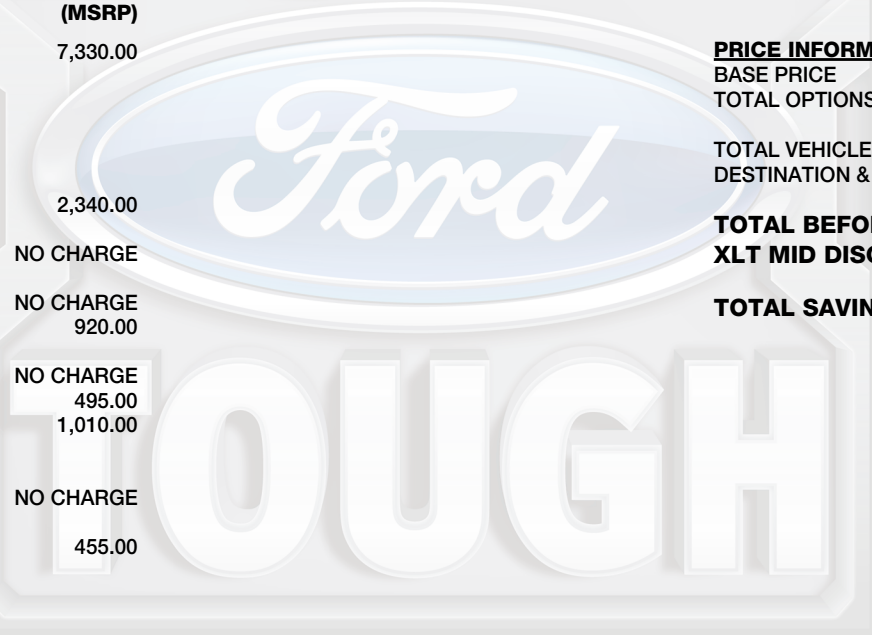 (MSRP)
7,330.00
2,340.00
NO CHARGE
NO CHARGE
920.00
NO CHARGE
495.00
1,010.00
NO CHARGE
455.00
PRICE INFORM
BASE PRICE
TOTAL OPTIONS
TOTAL VEHICLE
DESTINATION &
TOTAL BEFO
XLT MID DISC
TOTAL SAVIN
Ford
TOUGH